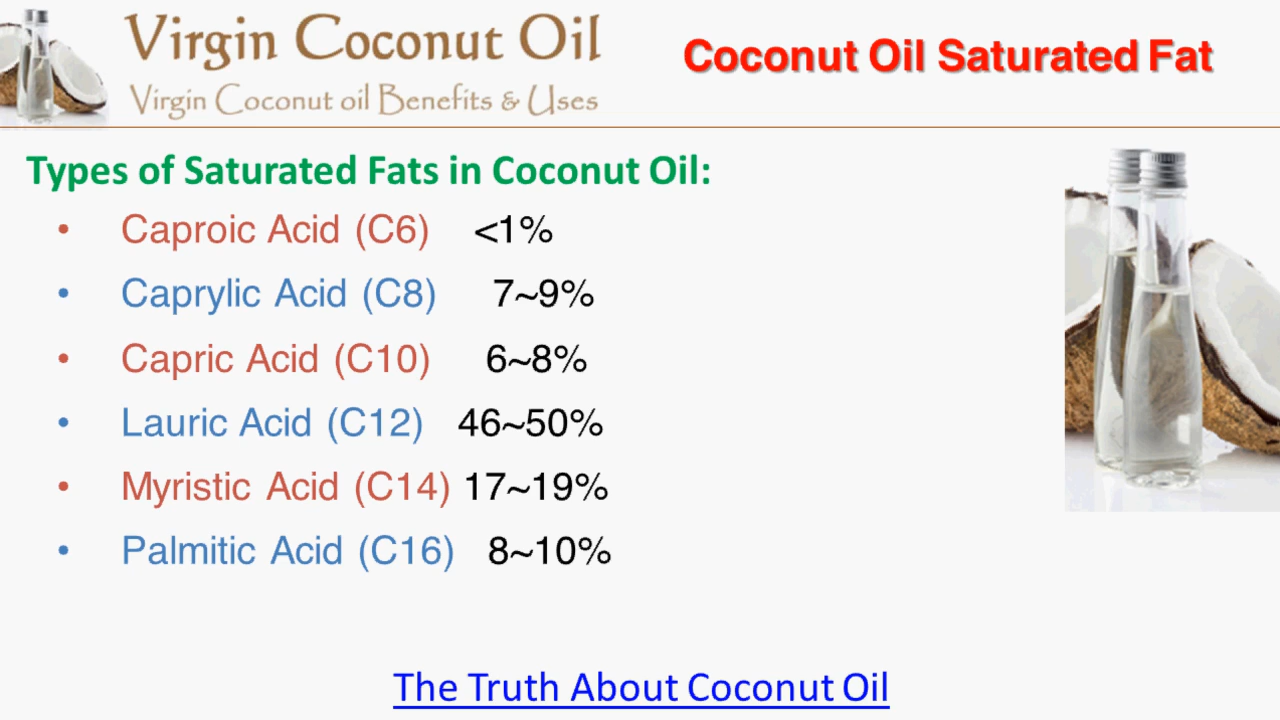 Virgin Coconut Oil
Virgin Coconut oil Benefits & Uses
Coconut Oil Saturated Fat
Types of Saturated Fats in Coconut Oil:
• Caproic Acid (C6) <1%
• Caprylic Acid (C8) 7~9%
• Capric Acid (C10) 6~8%
• Lauric Acid (C12) 46~50%
• Myristic Acid (C14) 17~19%
• Palmitic Acid (C16) 8~10%
The Truth About Coconut Oil